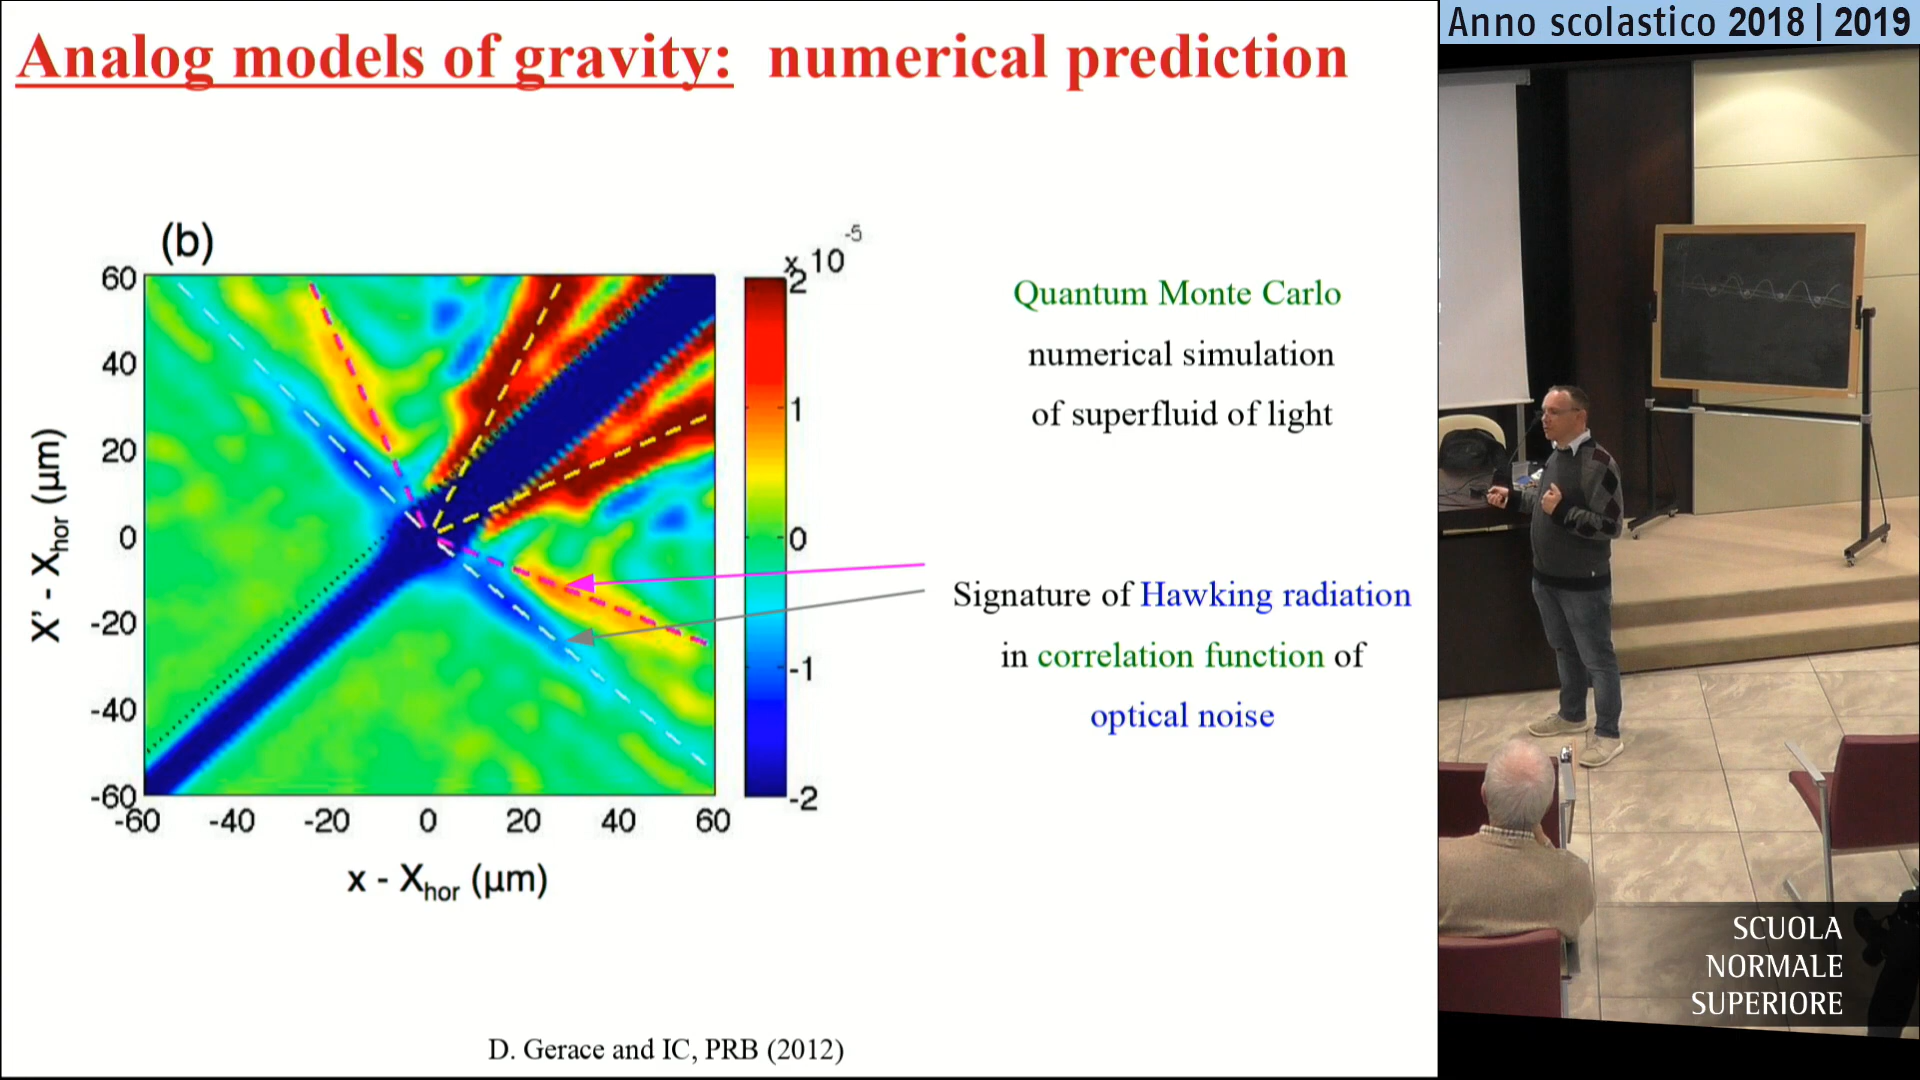 Analog models of gravity: numerical prediction
Anno scolastico 2018 | 2019
(b)
x 10
-5
60
40
20
0
-20
-40
-60
-60 -40 -20 0 20 40 60
X' - Xhor (µm)
x - Xhor (µm)
2
1
0
-1
-2
Quantum Monte Carlo
numerical simulation
of superfluid of light
Signature of Hawking radiation
in correlation function of
optical noise
D. Gerace and IC, PRB (2012)
SCUOLA
NORMALE
SUPERIORE